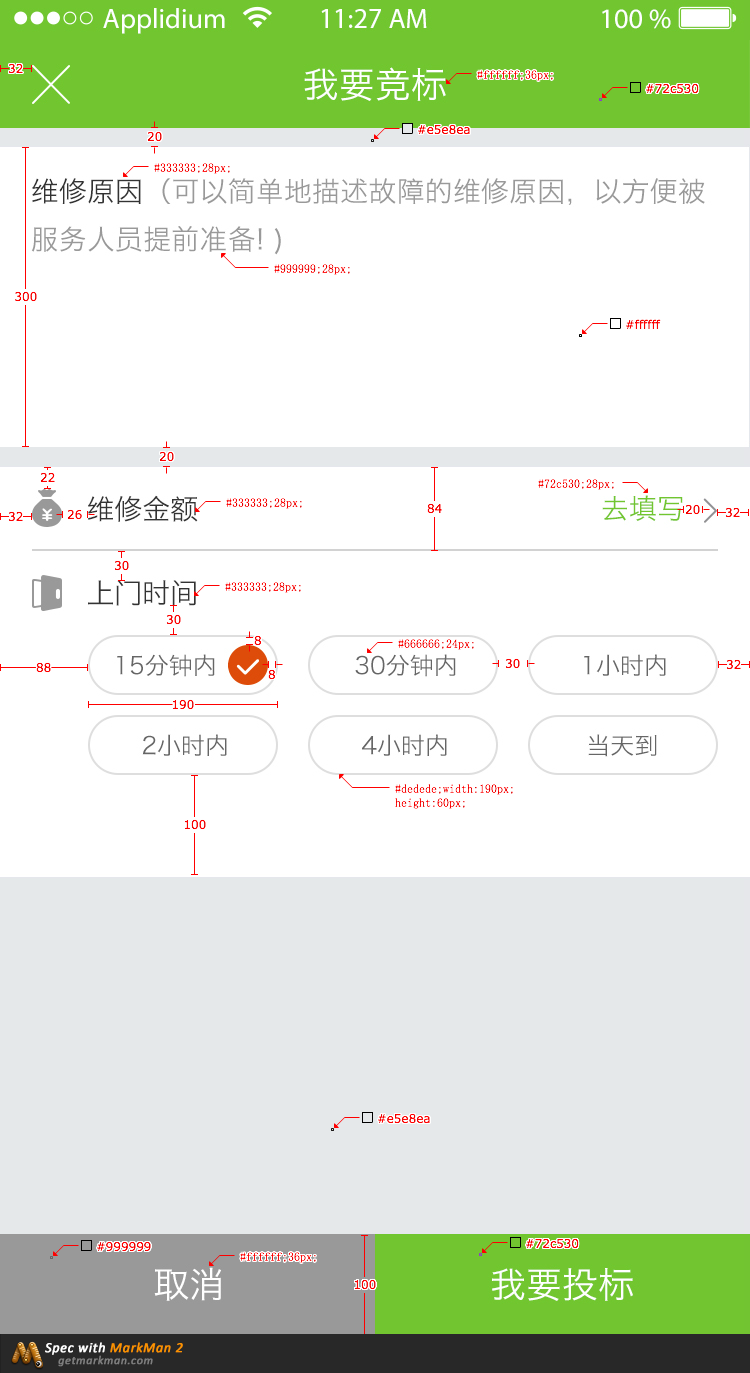 Applidium 11:27 AM 100 %
32 我要竞标 #ffffff;36px; #72c530
20 #e5e8ea
#333333;28px;
维修原因（可以简单地描述故障的维修原因，以方便被
服务人员提前准备! )
#999999;28px;
300
#ffffff
20
22
32 26 维修金额 #333333;28px; 84 #72c530;28px; 去填写 20 32
30
上门时间 #333333;28px;
30
8 #666666;24px;
88 15分钟内 8 30分钟内 30 1小时内 32
190
2小时内 4小时内 当天到
#dedede;width:190px;
height:60px;
100
#e5e8ea
#999999 #72c530
#ffffff;36px;
取消 100 我要投标
Spec with MarkMan 2
getmarkman.com